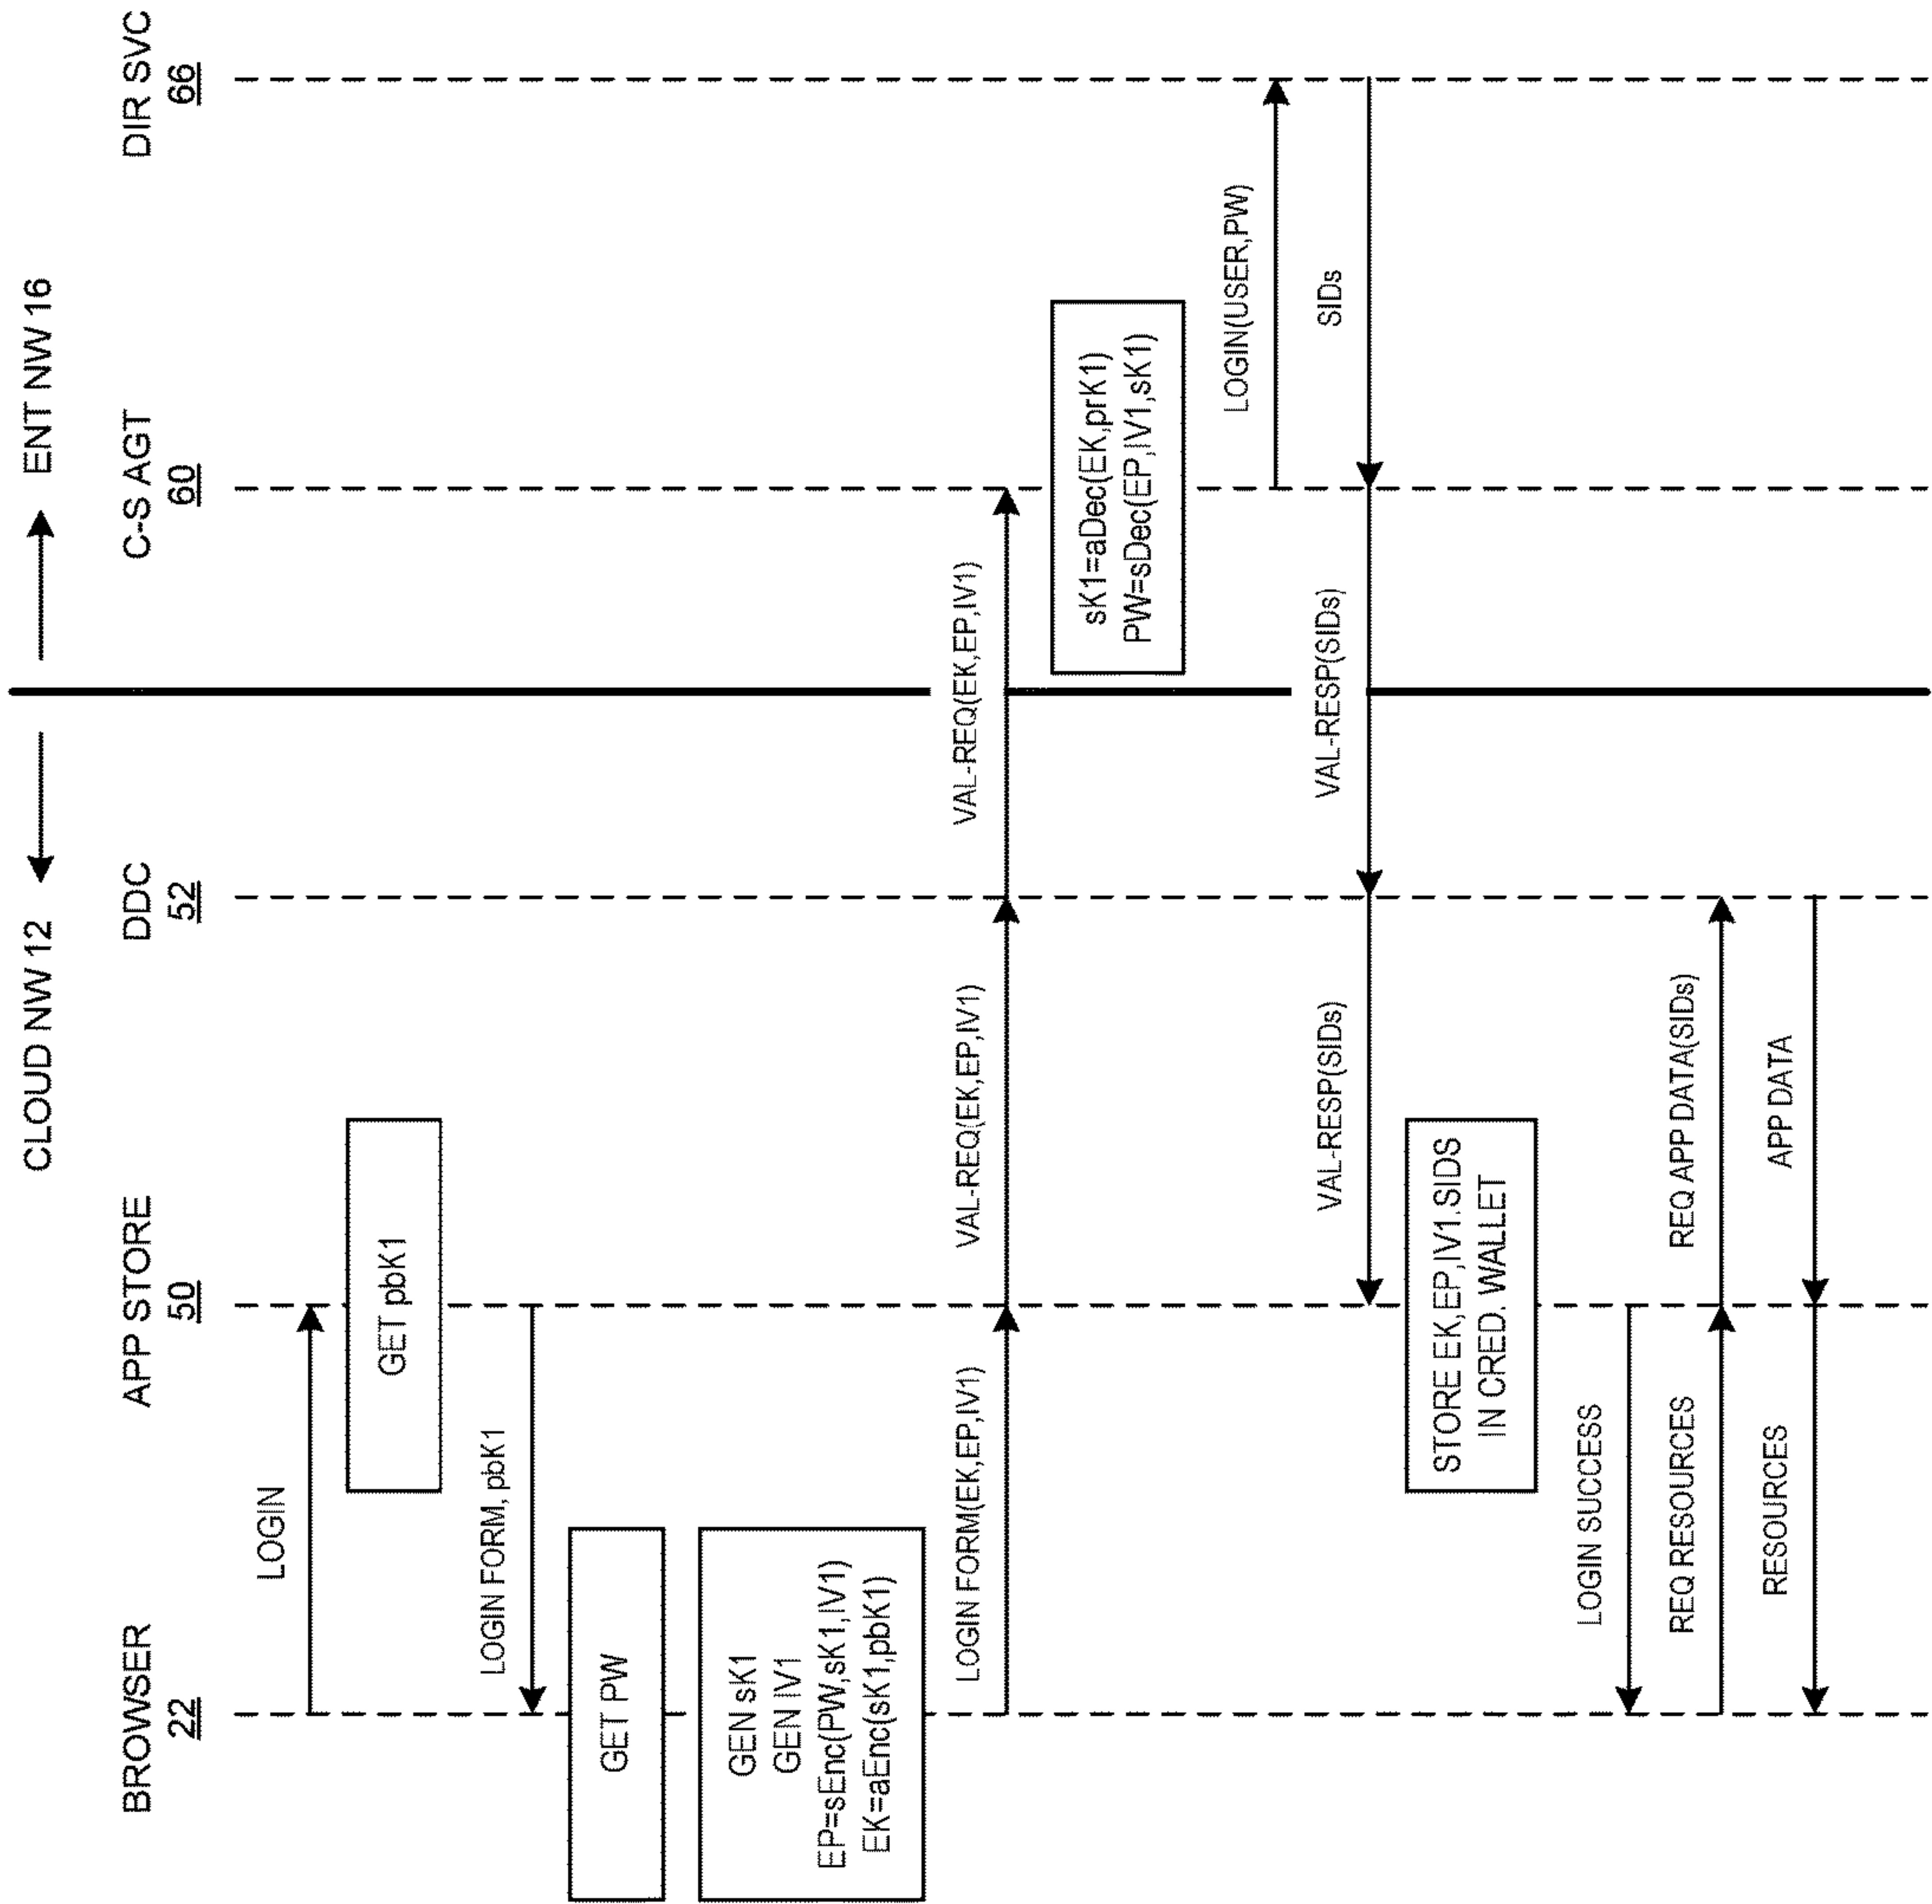 CLOUD NW 12
ENT NW 16
BROWSER
22
APP STORE
50
DDC
52
C-S AGT
60
DIR SVC
66
LOGIN
GET pbK1
LOGIN FORM, pbK1
GET PW
GEN sK1
GEN IV1
EP=sEnc(PW,sK1,IV1)
EK=aEnc(sK1,pbK1)
LOGIN FORM(EK,EP,IV1)
VAL-REQ(EK,EP,IV1)
VAL-REQ(EK,EP,IV1)
sK1=aDec(EK,prK1)
PW=sDec(EP,IV1,sK1)
LOGIN(USER,PW)
SIDs
VAL-RESP(SIDs)
VAL-RESP(SIDs)
STORE EK,EP,IV1.SIDS
IN CRED. WALLET
LOGIN SUCCESS
REQ RESOURCES
REQ APP DATA(SIDs)
APP DATA
RESOURCES